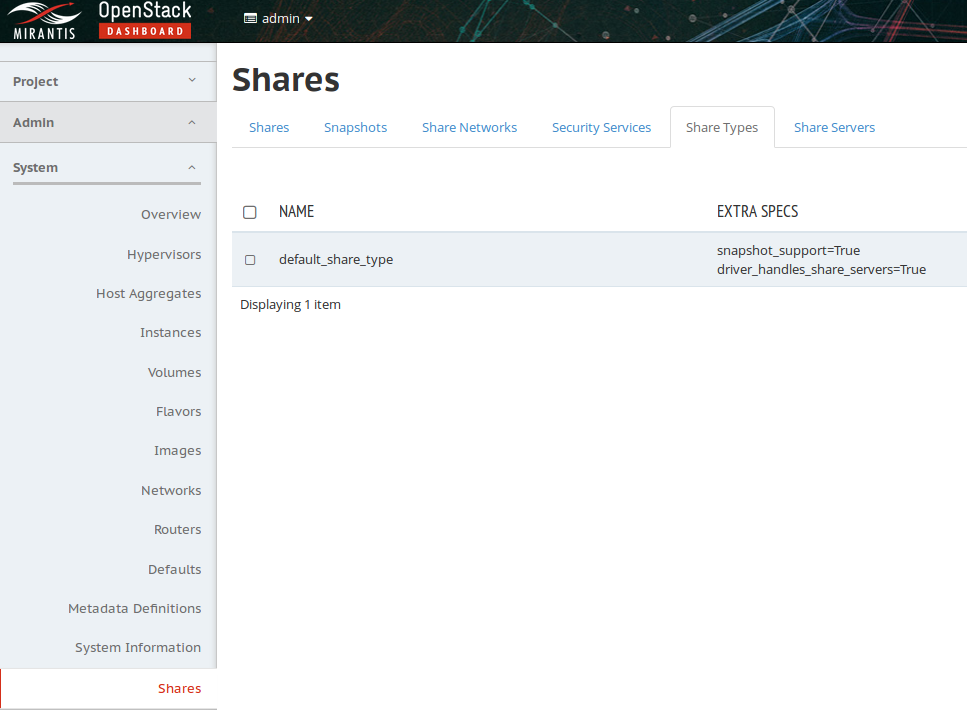 MIRANTIS
OpenStack
DASHBOARD
admin
Project
Admin
System
Overview
Hypervisors
Host Aggregates
Instances
Volumes
Flavors
Images
Networks
Routers
Defaults
Metadata Definitions
System Information
Shares
Shares
Shares Snapshots Share Networks Security Services Share Types Share Servers
NAME EXTRA SPECS
default_share_type snapshot_support=True
driver_handles_share_servers=True
Displaying 1 item